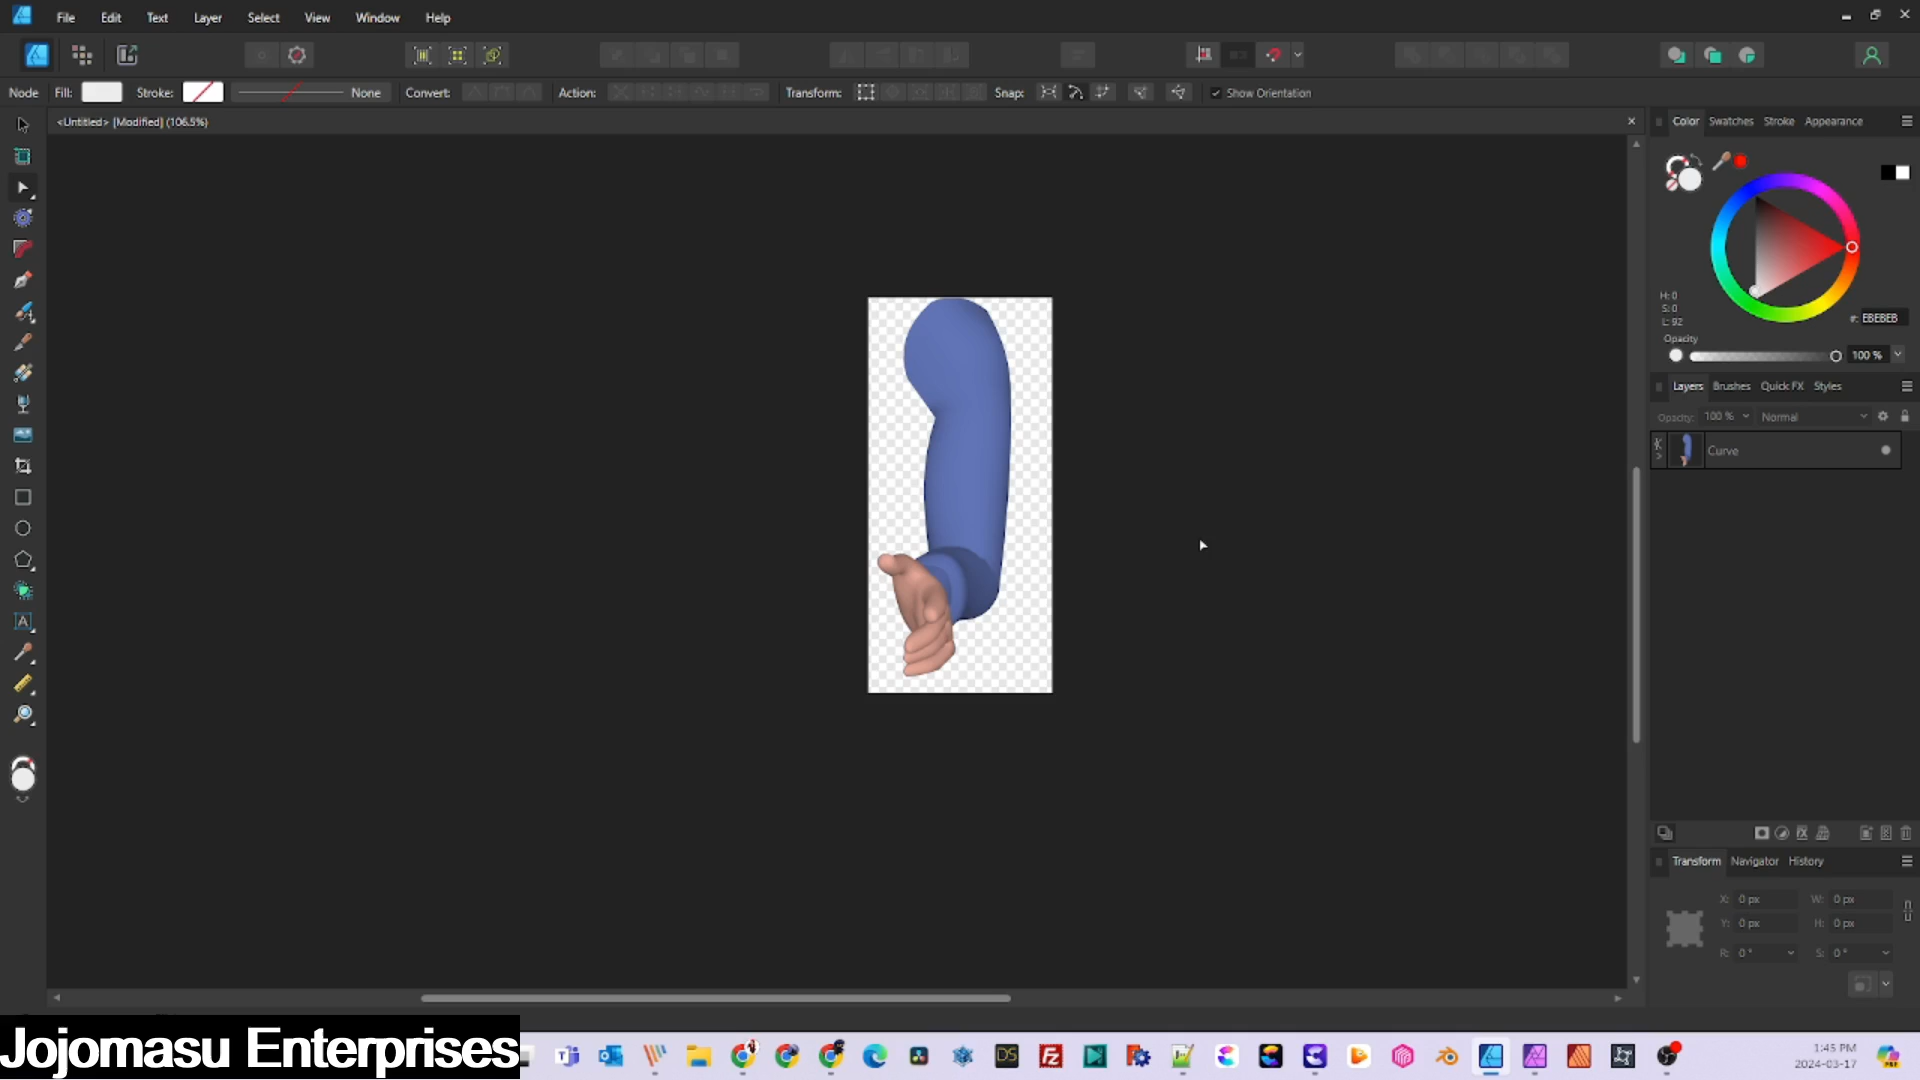 File Edit Text Layer Select View Window Help
Node Fill: Stroke: None Convert: Action: Transform: Snap: Show Orientation
<Untitled> [Modified] (106.5%)
Color Swatches Stroke Appearance
H: 0
S: 0
L: 92
#: EBEBEB
Opacity
100 %
Layers Brushes Quick FX Styles
Opacity: 100 % Normal
Curve
Transform Navigator History
X: 0 px W: 0 px
Y: 0 px H: 0 px
R: 0 ° S: 0 °
Jojomasu Enterprises
1:45 PM
2024-03-17